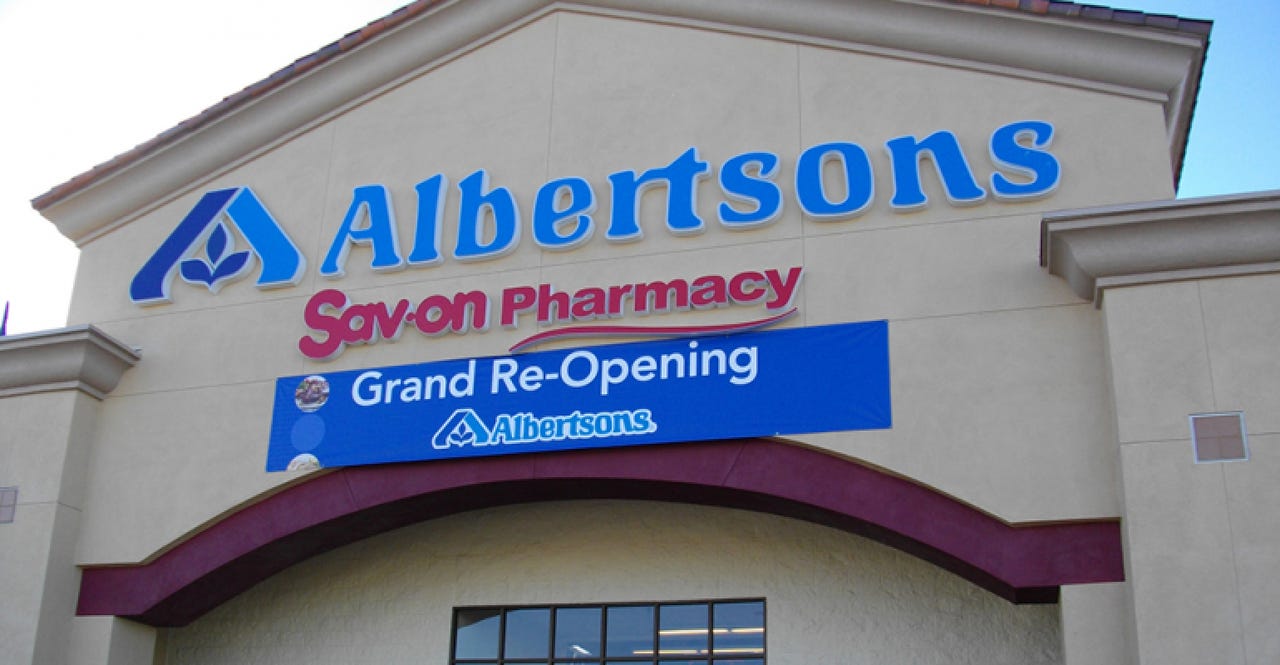 Albertsons
Sav-on Pharmacy
Grand Re-Opening
Albertsons